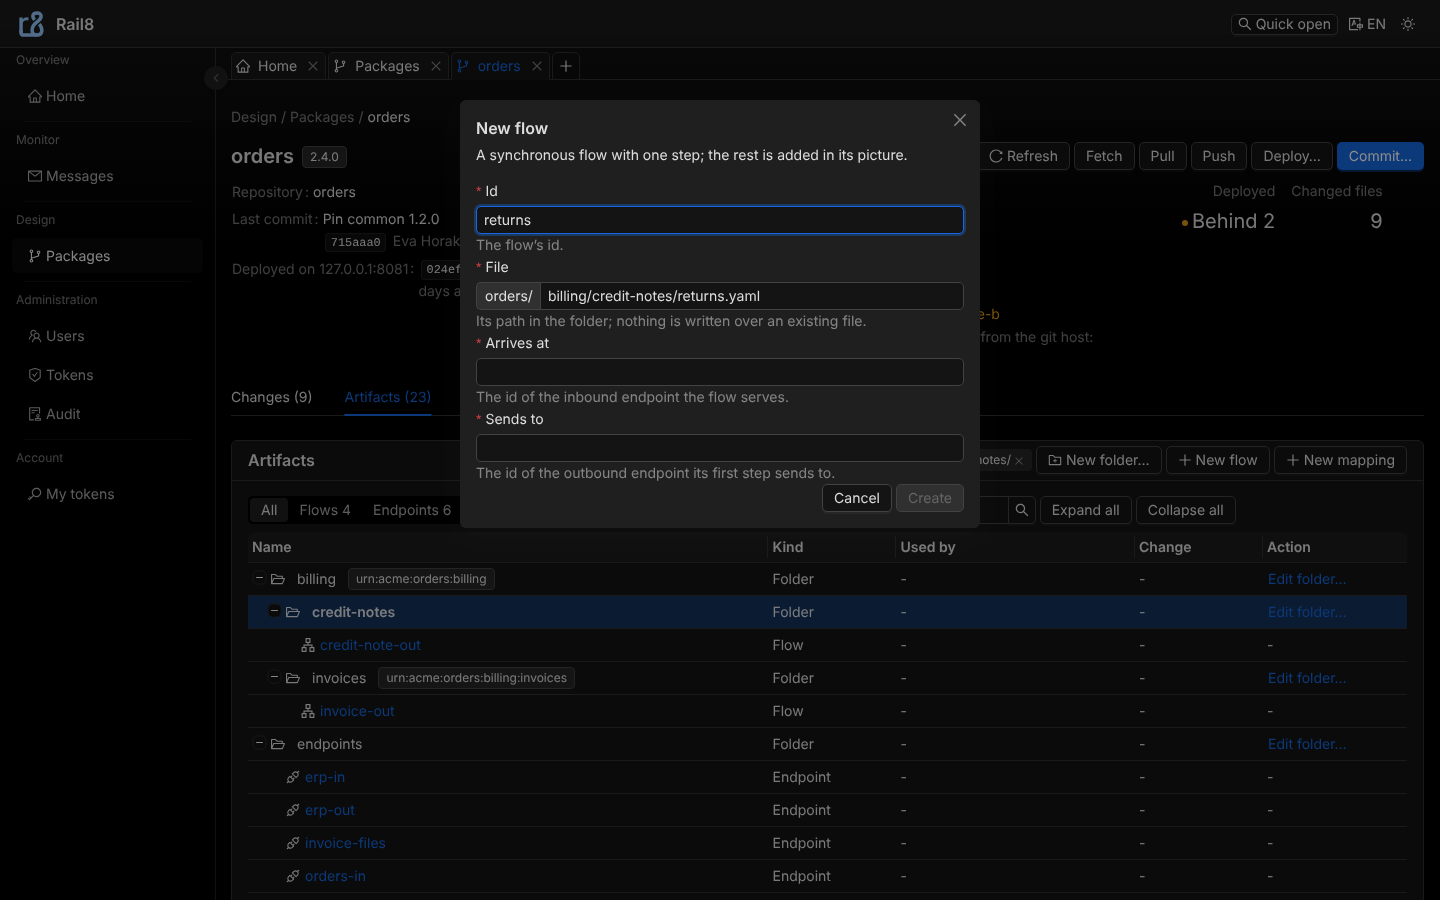 Rail8
Quick open
EN
Overview
Home
Monitor
Messages
Design
Packages
Administration
Users
Tokens
Audit
Account
My tokens
Home
Packages
orders
Design / Packages / orders
orders 2.4.0
Refresh
Fetch
Pull
Push
Deploy...
Commit...
Repository: orders
Last commit: Pin common 1.2.0
715aaa0 Eva Horak
Deployed on 127.0.0.1:8081: 024ef
days a
Deployed
Behind 2
Changed files
9
e-b
from the git host:
Changes (9)
Artifacts (23)
New flow
A synchronous flow with one step; the rest is added in its picture.
* Id
returns
The flow’s id.
* File
orders/ billing/credit-notes/returns.yaml
Its path in the folder; nothing is written over an existing file.
* Arrives at
The id of the inbound endpoint the flow serves.
* Sends to
The id of the outbound endpoint its first step sends to.
Cancel
Create
Artifacts
notes/
New folder...
New flow
New mapping
All
Flows 4
Endpoints 6
Expand all
Collapse all
Name Kind Used by Change Action
billing urn:acme:orders:billing Folder - - Edit folder...
credit-notes Folder - - Edit folder...
credit-note-out Flow - - -
invoices urn:acme:orders:billing:invoices Folder - - Edit folder...
invoice-out Flow - - -
endpoints Folder - - Edit folder...
erp-in Endpoint - - -
erp-out Endpoint - - -
invoice-files Endpoint - - -
orders-in Endpoint - - -